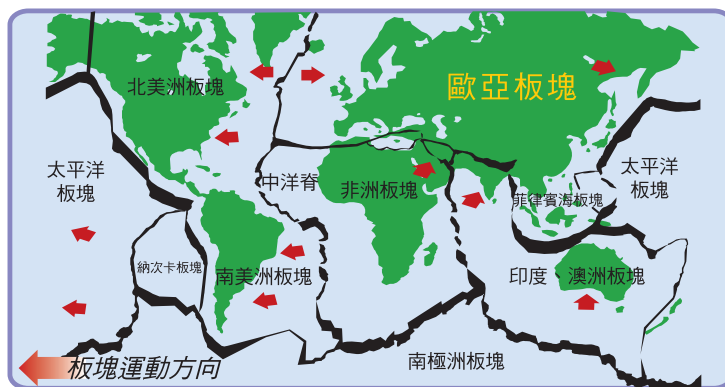 北美洲板塊
歐亞板塊
太平洋
板塊
中洋脊
非洲板塊
菲律賓海板塊
太平洋
板塊
納次卡板塊
南美洲板塊
印度、澳洲板塊
南極洲板塊
板塊運動方向